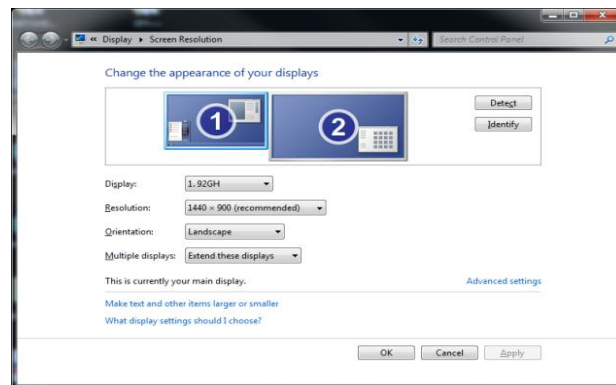 « Display ▸ Screen Resolution
Search Control Panel
Change the appearance of your displays
1
2
Detect
Identify
Display:
1.92GH
Resolution:
1440 × 900 (recommended)
Orientation:
Landscape
Multiple displays:
Extend these displays
This is currently your main display.
Advanced settings
Make text and other items larger or smaller
What display settings should I choose?
OK
Cancel
Apply